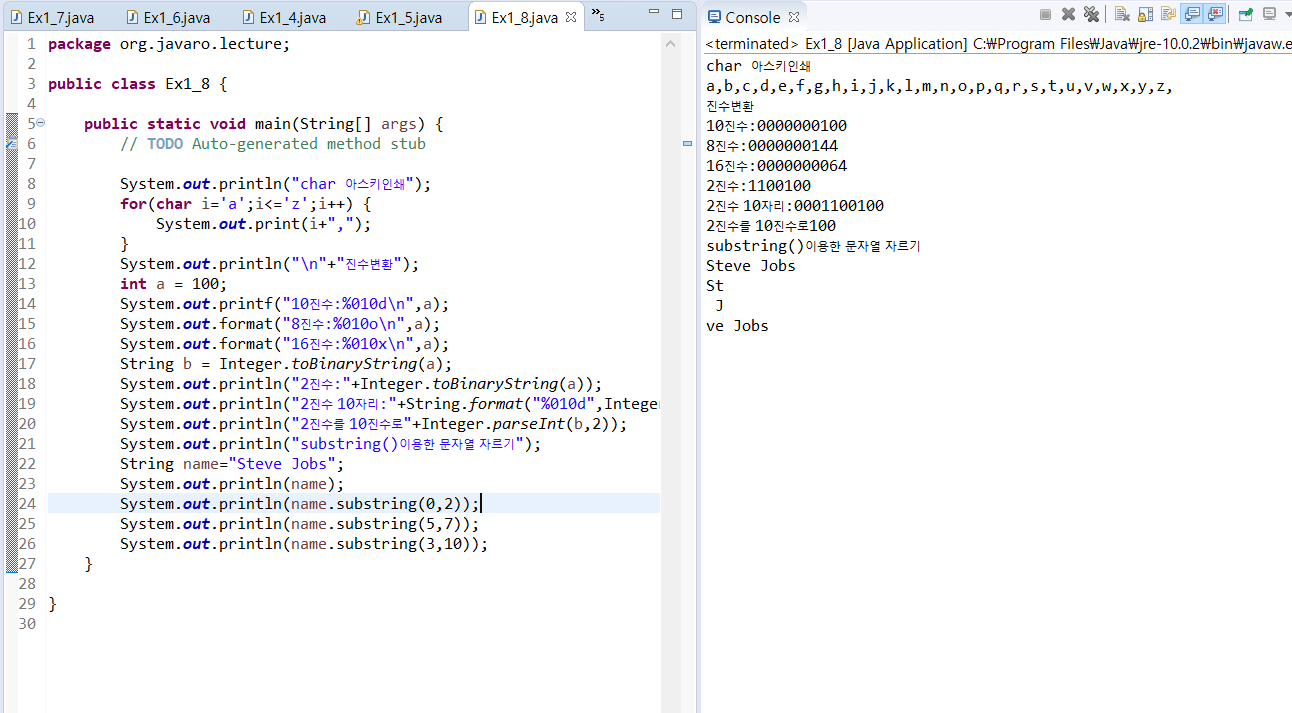 Ex1_7.java Ex1_6.java Ex1_4.java Ex1_5.java Ex1_8.java »5
1 package org.javaro.lecture;
2
3 public class Ex1_8 {
4
5 public static void main(String[] args) {
6 // TODO Auto-generated method stub
7
8 System.out.println("char 아스키인쇄");
9 for(char i='a';i<='z';i++) {
10 System.out.print(i+",");
11 }
12 System.out.println("\n"+"진수변환");
13 int a = 100;
14 System.out.printf("10진수:%010d\n",a);
15 System.out.format("8진수:%010o\n",a);
16 System.out.format("16진수:%010x\n",a);
17 String b = Integer.toBinaryString(a);
18 System.out.println("2진수:"+Integer.toBinaryString(a));
19 System.out.println("2진수 10자리:"+String.format("%010d",Intege
20 System.out.println("2진수를 10진수로"+Integer.parseInt(b,2));
21 System.out.println("substring()이용한 문자열 자르기");
22 String name="Steve Jobs";
23 System.out.println(name);
24 System.out.println(name.substring(0,2));
25 System.out.println(name.substring(5,7));
26 System.out.println(name.substring(3,10));
27 }
28
29 }
30
Console
<terminated> Ex1_8 [Java Application] C:₩Program Files₩Java₩jre-10.0.2₩bin₩javaw.e
char 아스키인쇄
a,b,c,d,e,f,g,h,i,j,k,l,m,n,o,p,q,r,s,t,u,v,w,x,y,z,
진수변환
10진수:0000000100
8진수:0000000144
16진수:0000000064
2진수:1100100
2진수 10자리:0001100100
2진수를 10진수로100
substring()이용한 문자열 자르기
Steve Jobs
St
 J
ve Jobs